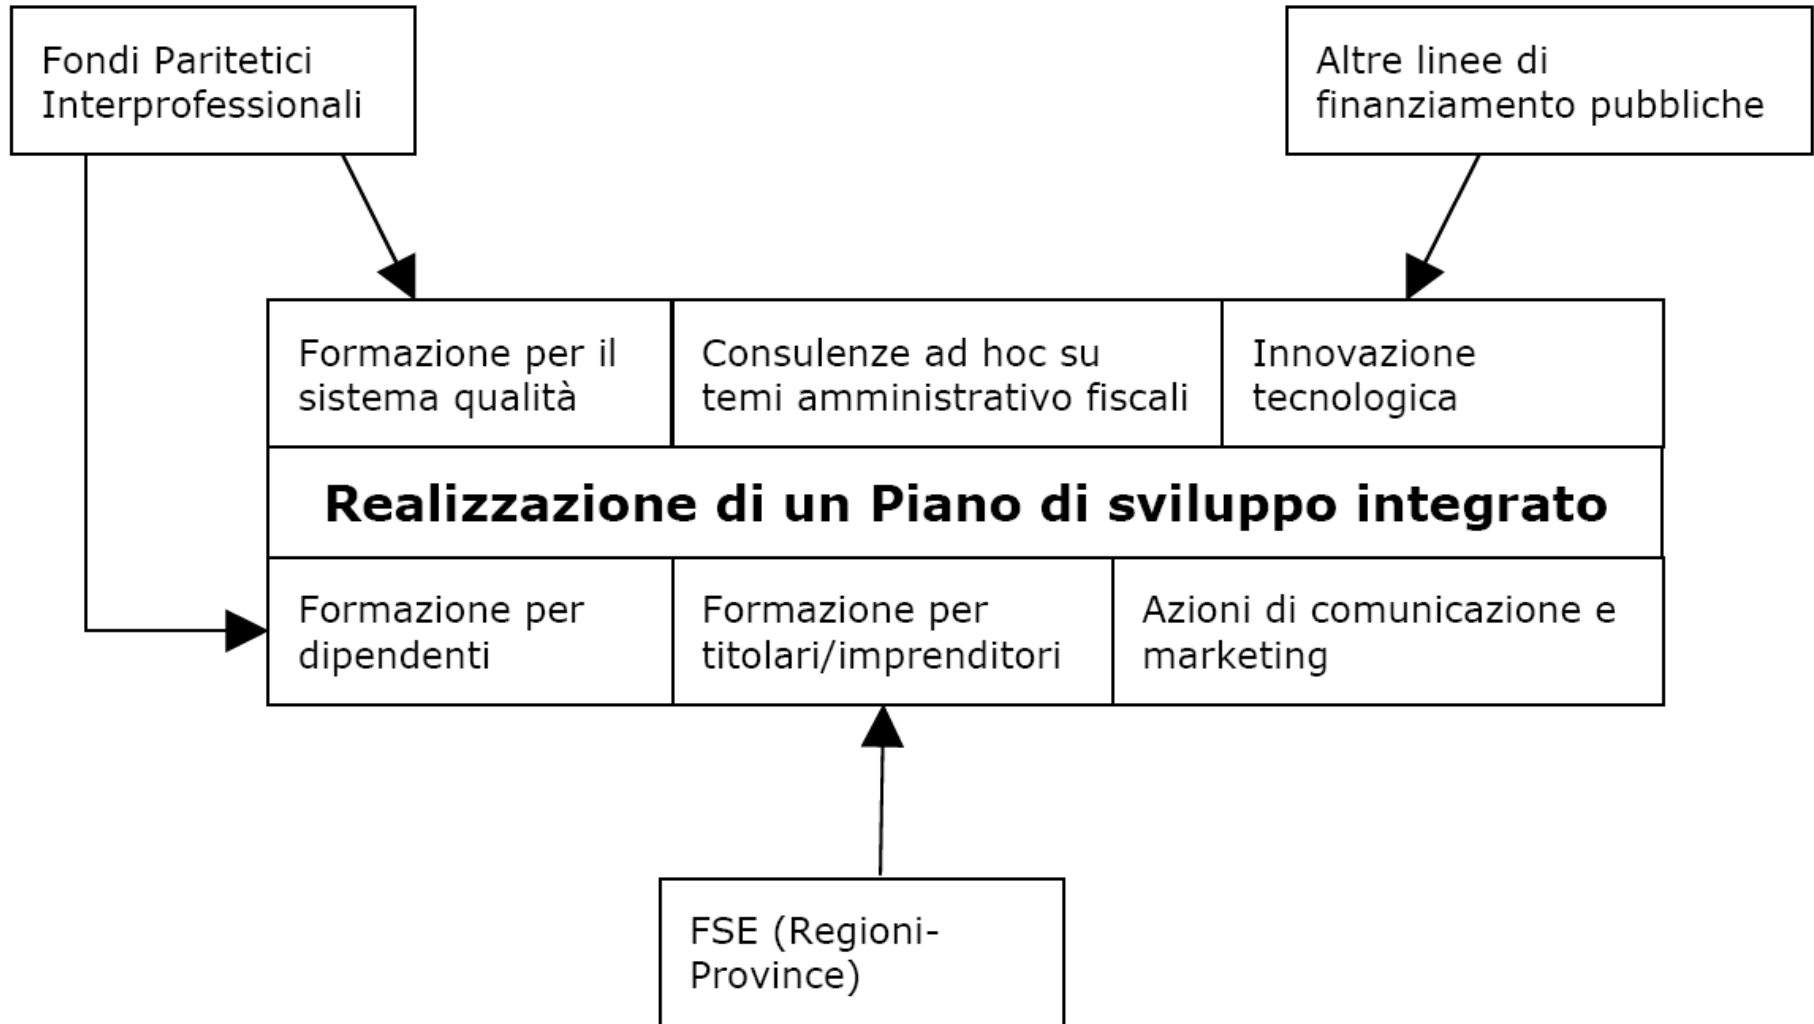 Fondi Paritetici
Interprofessionali
Altre linee di
finanziamento pubbliche
Formazione per il
sistema qualità
Consulenze ad hoc su
temi amministrativo fiscali
Innovazione
tecnologica
Realizzazione di un Piano di sviluppo integrato
Formazione per
dipendenti
Formazione per
titolari/imprenditori
Azioni di comunicazione e
marketing
FSE (Regioni-
Province)